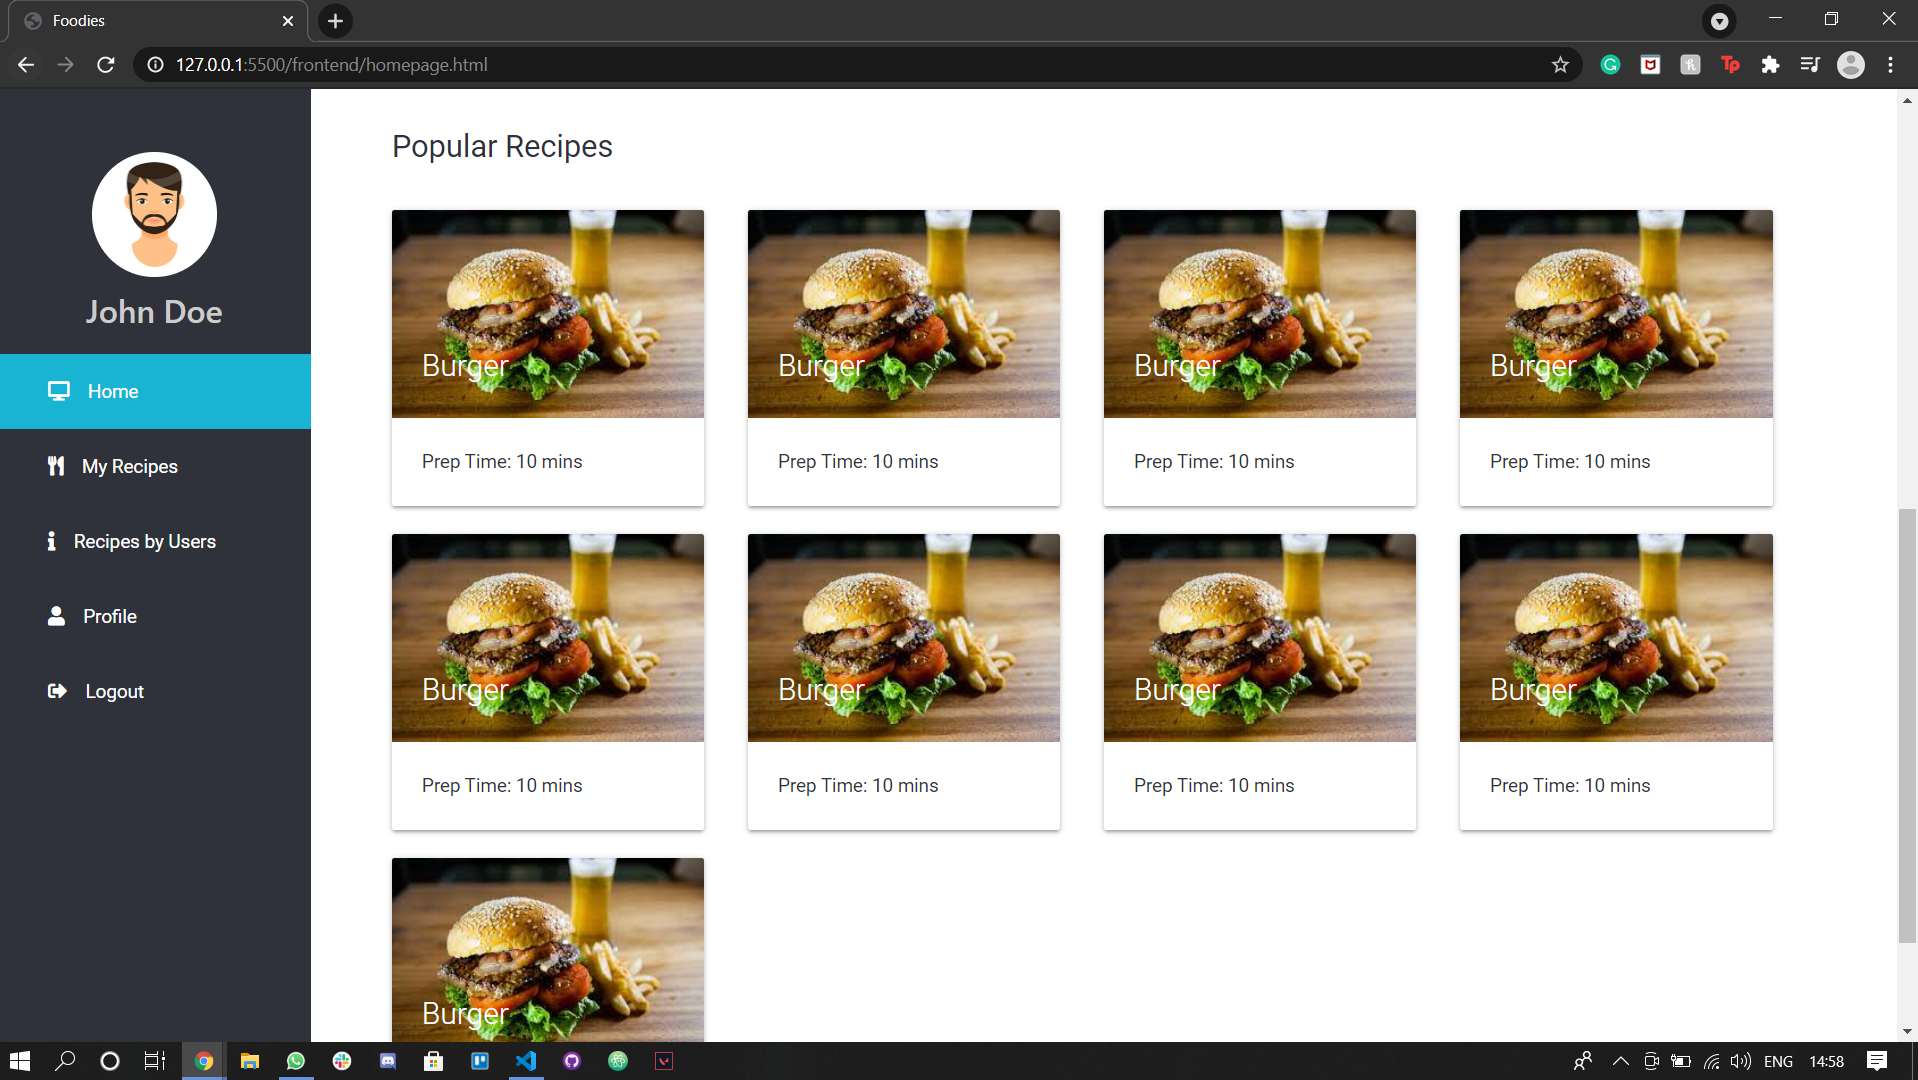 Foodies
127.0.0.1:5500/frontend/homepage.html
Tp
John Doe
Home
My Recipes
Recipes by Users
Profile
Logout
Popular Recipes
Burger
Burger
Burger
Burger
Prep Time: 10 mins
Prep Time: 10 mins
Prep Time: 10 mins
Prep Time: 10 mins
Burger
Burger
Burger
Burger
Prep Time: 10 mins
Prep Time: 10 mins
Prep Time: 10 mins
Prep Time: 10 mins
Burger
ENG
14:58